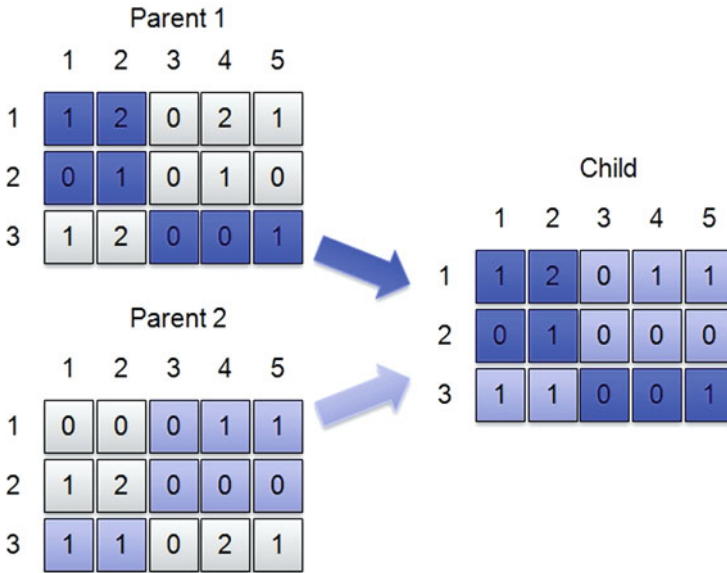 Parent 1
1 2 3 4 5
1 1 2 0 2 1
2 0 1 0 1 0
3 1 2 0 0 1
Parent 2
1 2 3 4 5
1 0 0 0 1 1
2 1 2 0 0 0
3 1 1 0 2 1
Child
1 2 3 4 5
1 1 2 0 1 1
2 0 1 0 0 0
3 1 1 0 0 1